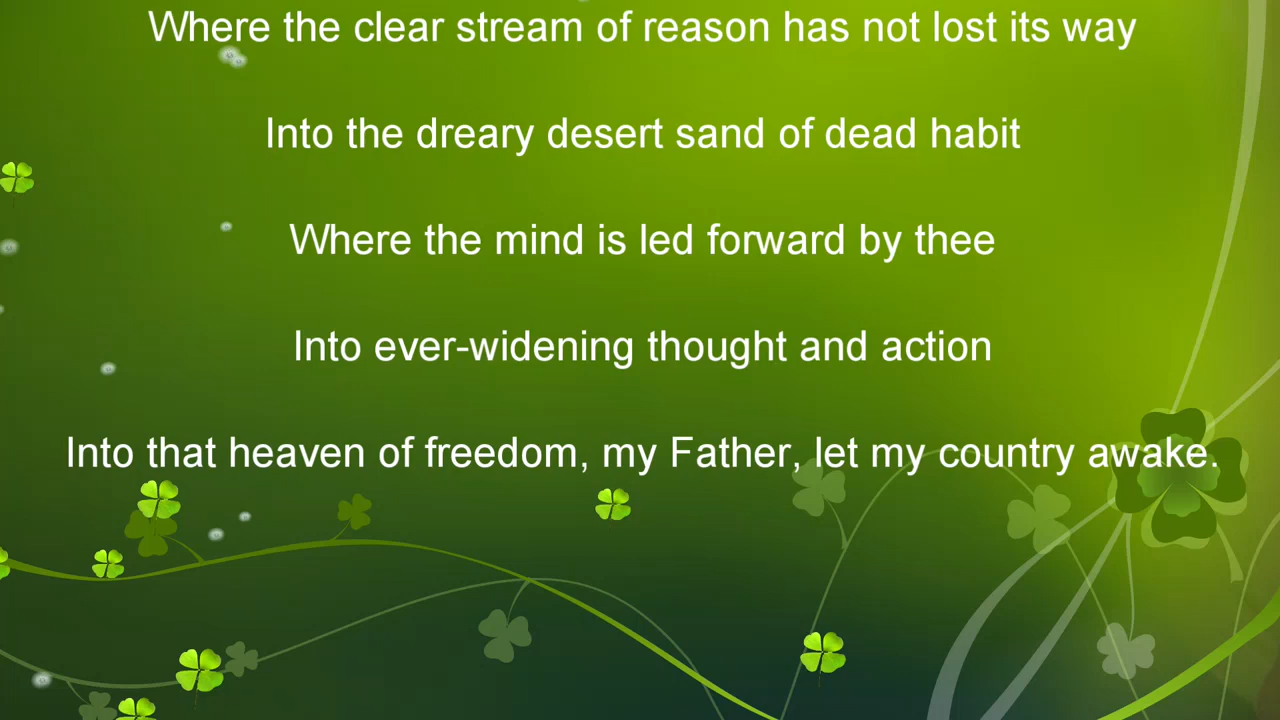 Where the clear stream of reason has not lost its way
Into the dreary desert sand of dead habit
Where the mind is led forward by thee
Into ever-widening thought and action
Into that heaven of freedom, my Father, let my country awake.